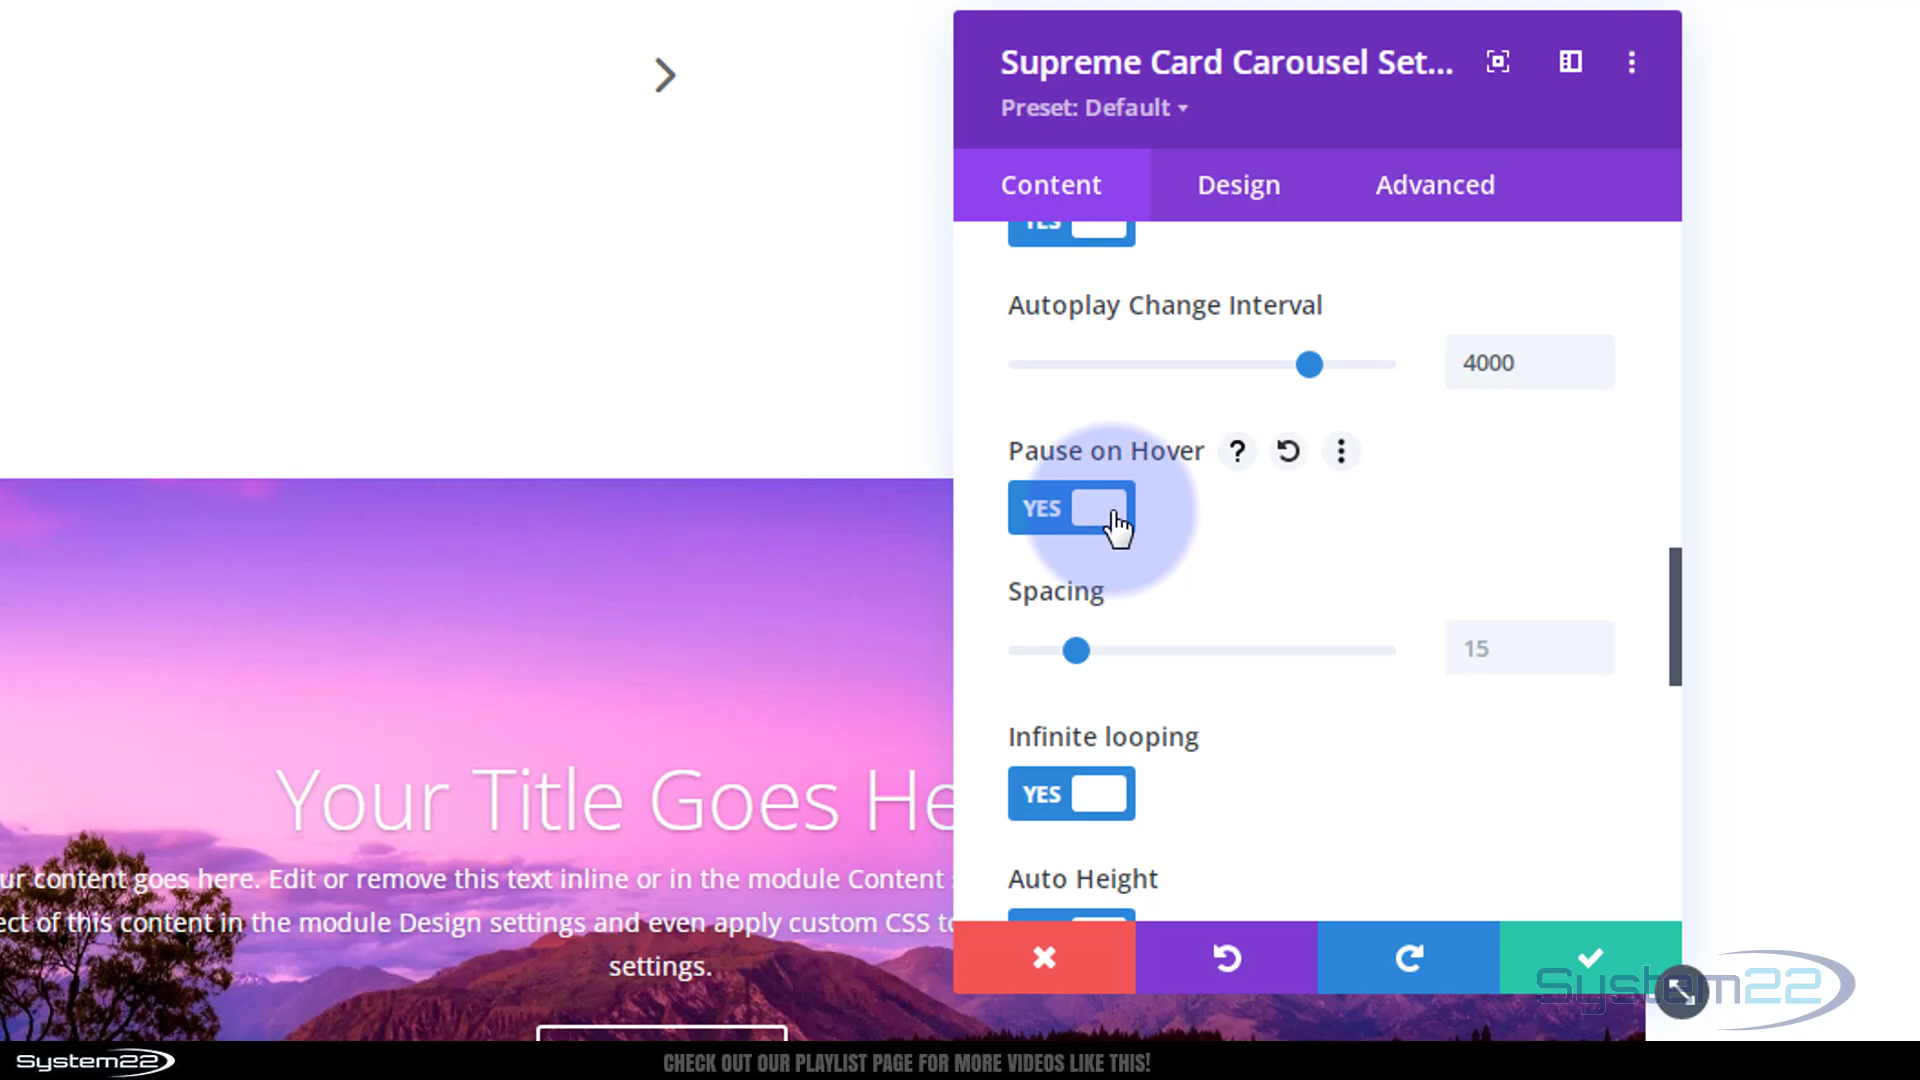 Supreme Card Carousel Set...
Preset: Default
Content
Design
Advanced
YES
Autoplay Change Interval
4000
Pause on Hover
?
YES
Spacing
15
Infinite looping
YES
Auto Height
Your Title Goes He
ur content goes here. Edit or remove this text inline or in the module Content s
ect of this content in the module Design settings and even apply custom CSS to
settings.
System22
System22
CHECK OUT OUR PLAYLIST PAGE FOR MORE VIDEOS LIKE THIS!